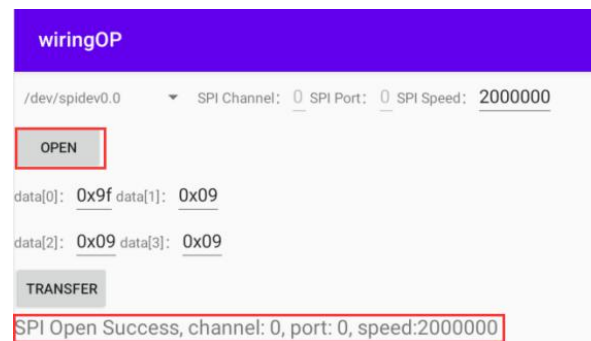 wiringOP
/dev/spidev0.0 SPI Channel: 0 SPI Port: 0 SPI Speed: 2000000
OPEN
data[0]: 0x9f data[1]: 0x09
data[2]: 0x09 data[3]: 0x09
TRANSFER
SPI Open Success, channel: 0, port: 0, speed:2000000